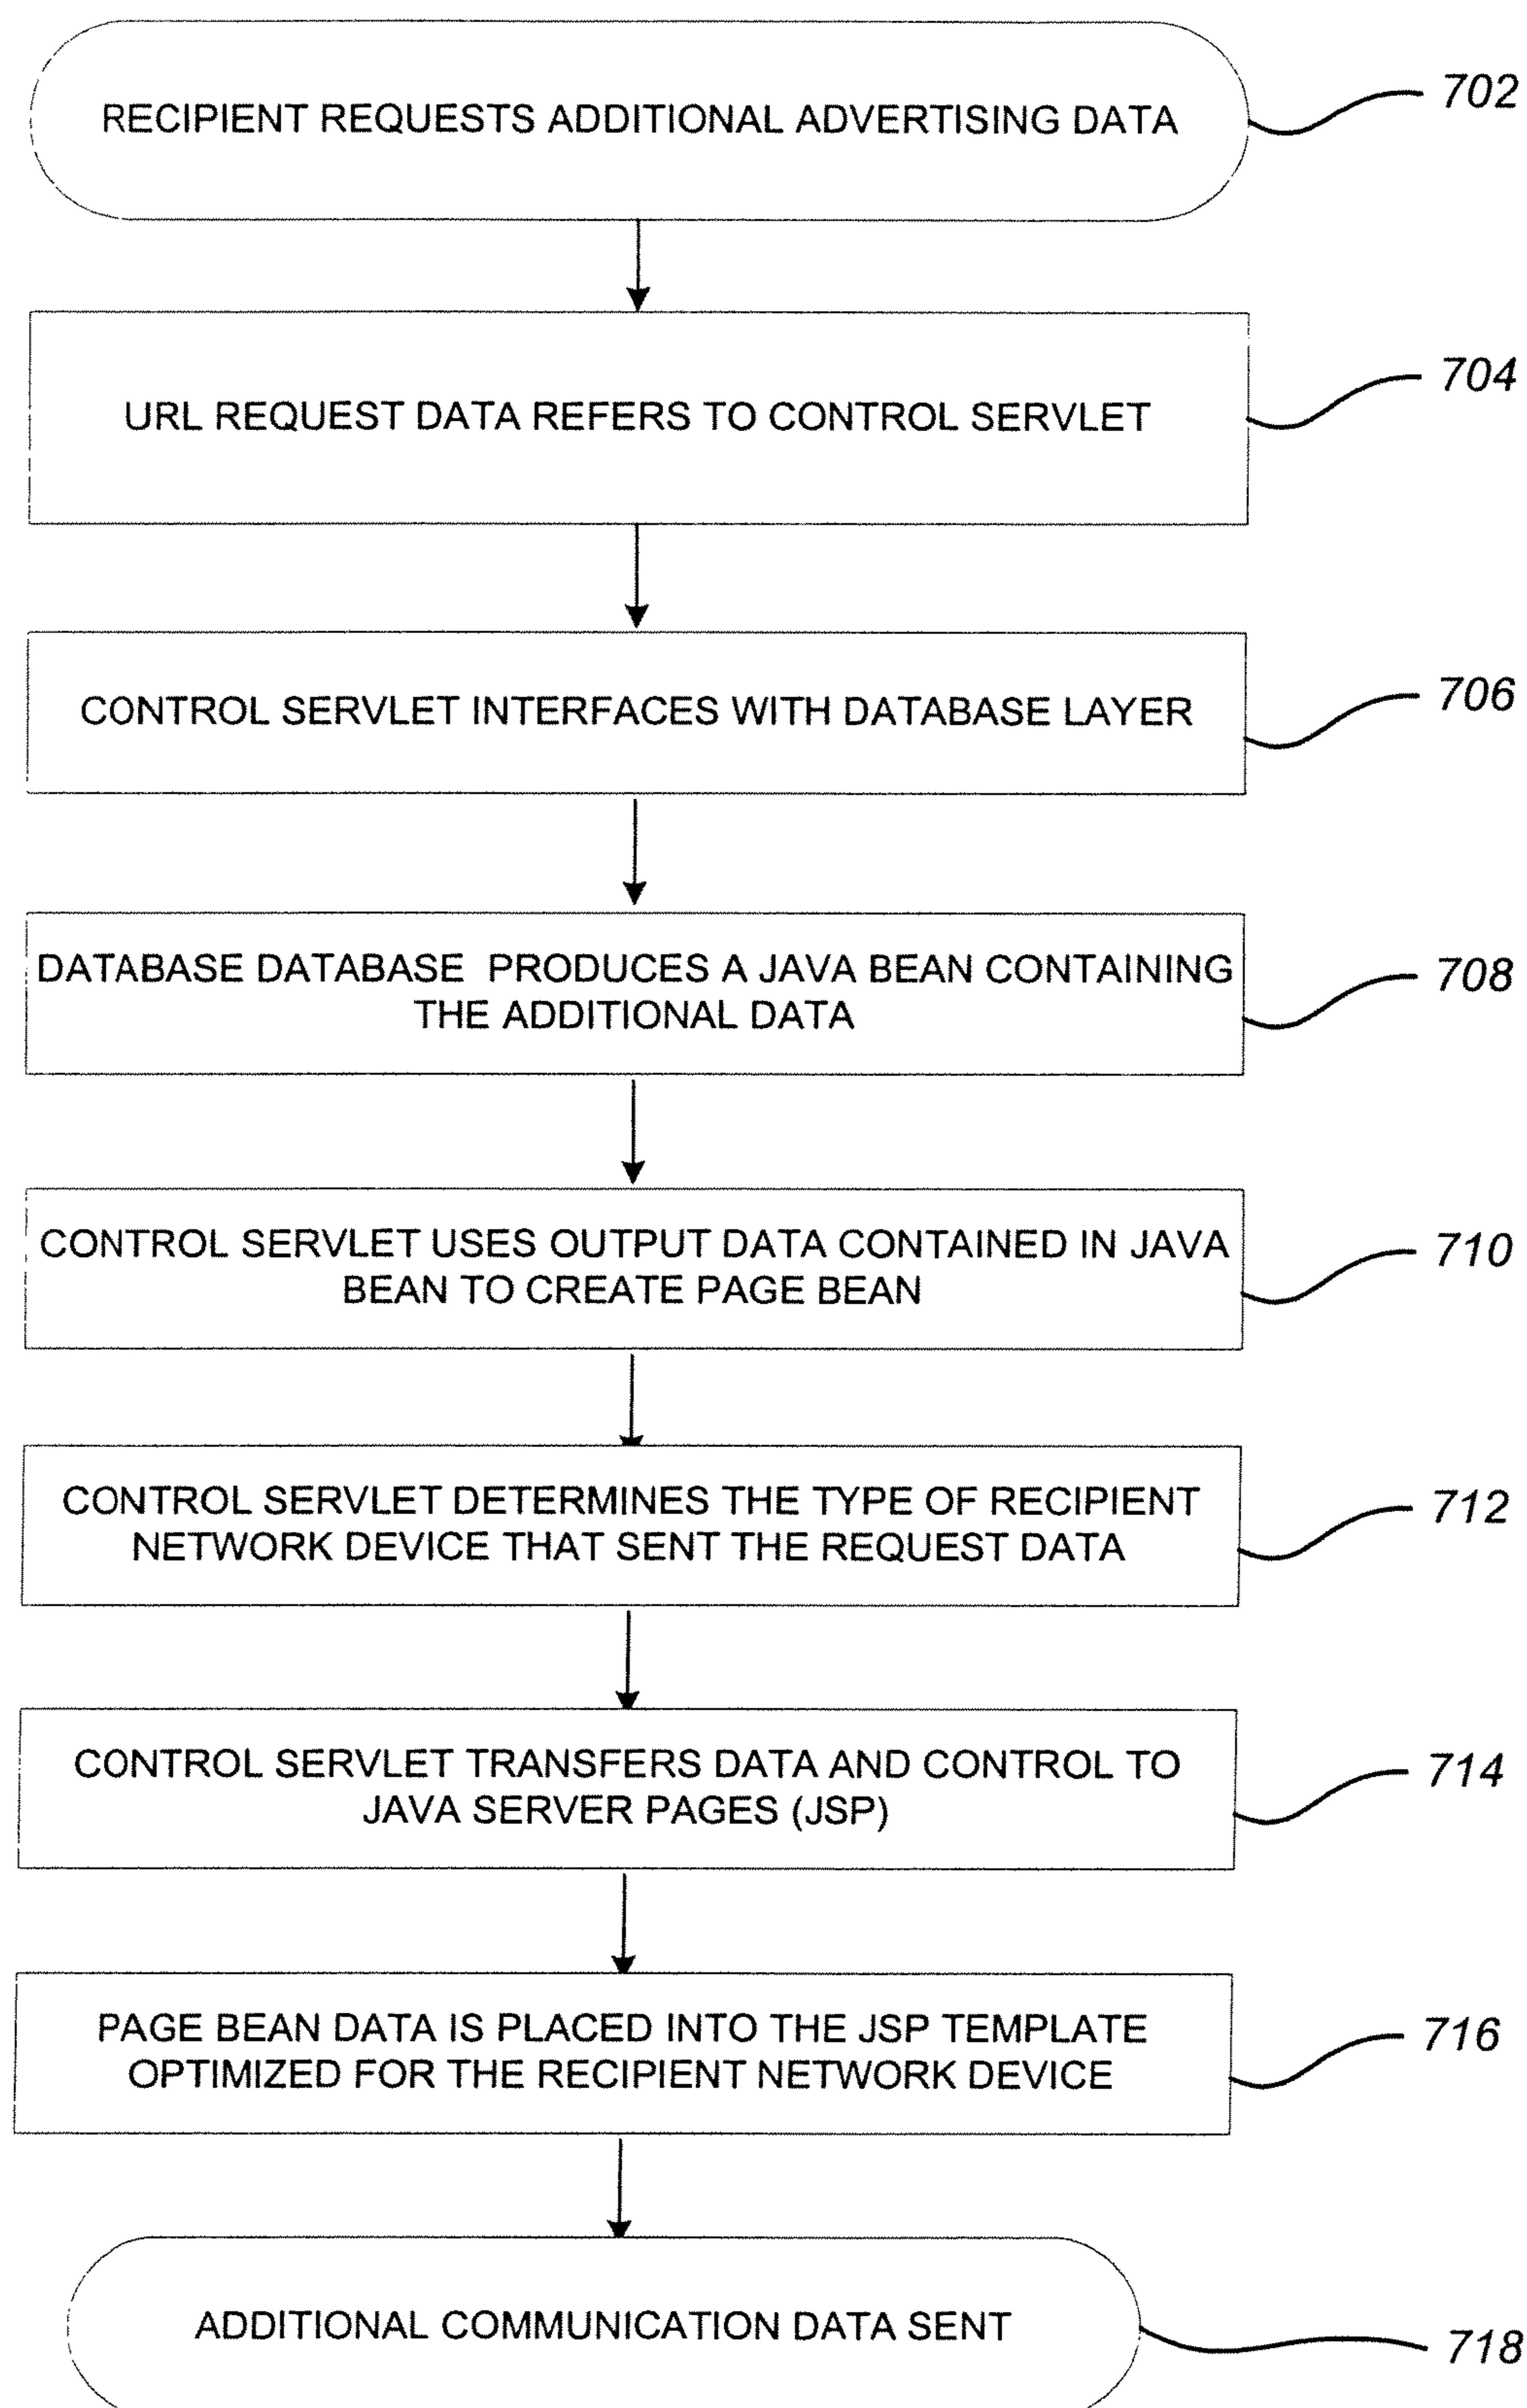 RECIPIENT REQUESTS ADDITIONAL ADVERTISING DATA
702
URL REQUEST DATA REFERS TO CONTROL SERVLET
704
CONTROL SERVLET INTERFACES WITH DATABASE LAYER
706
DATABASE DATABASE PRODUCES A JAVA BEAN CONTAINING
THE ADDITIONAL DATA
708
CONTROL SERVLET USES OUTPUT DATA CONTAINED IN JAVA
BEAN TO CREATE PAGE BEAN
710
CONTROL SERVLET DETERMINES THE TYPE OF RECIPIENT
NETWORK DEVICE THAT SENT THE REQUEST DATA
712
CONTROL SERVLET TRANSFERS DATA AND CONTROL TO
JAVA SERVER PAGES (JSP)
714
PAGE BEAN DATA IS PLACED INTO THE JSP TEMPLATE
OPTIMIZED FOR THE RECIPIENT NETWORK DEVICE
716
ADDITIONAL COMMUNICATION DATA SENT
718